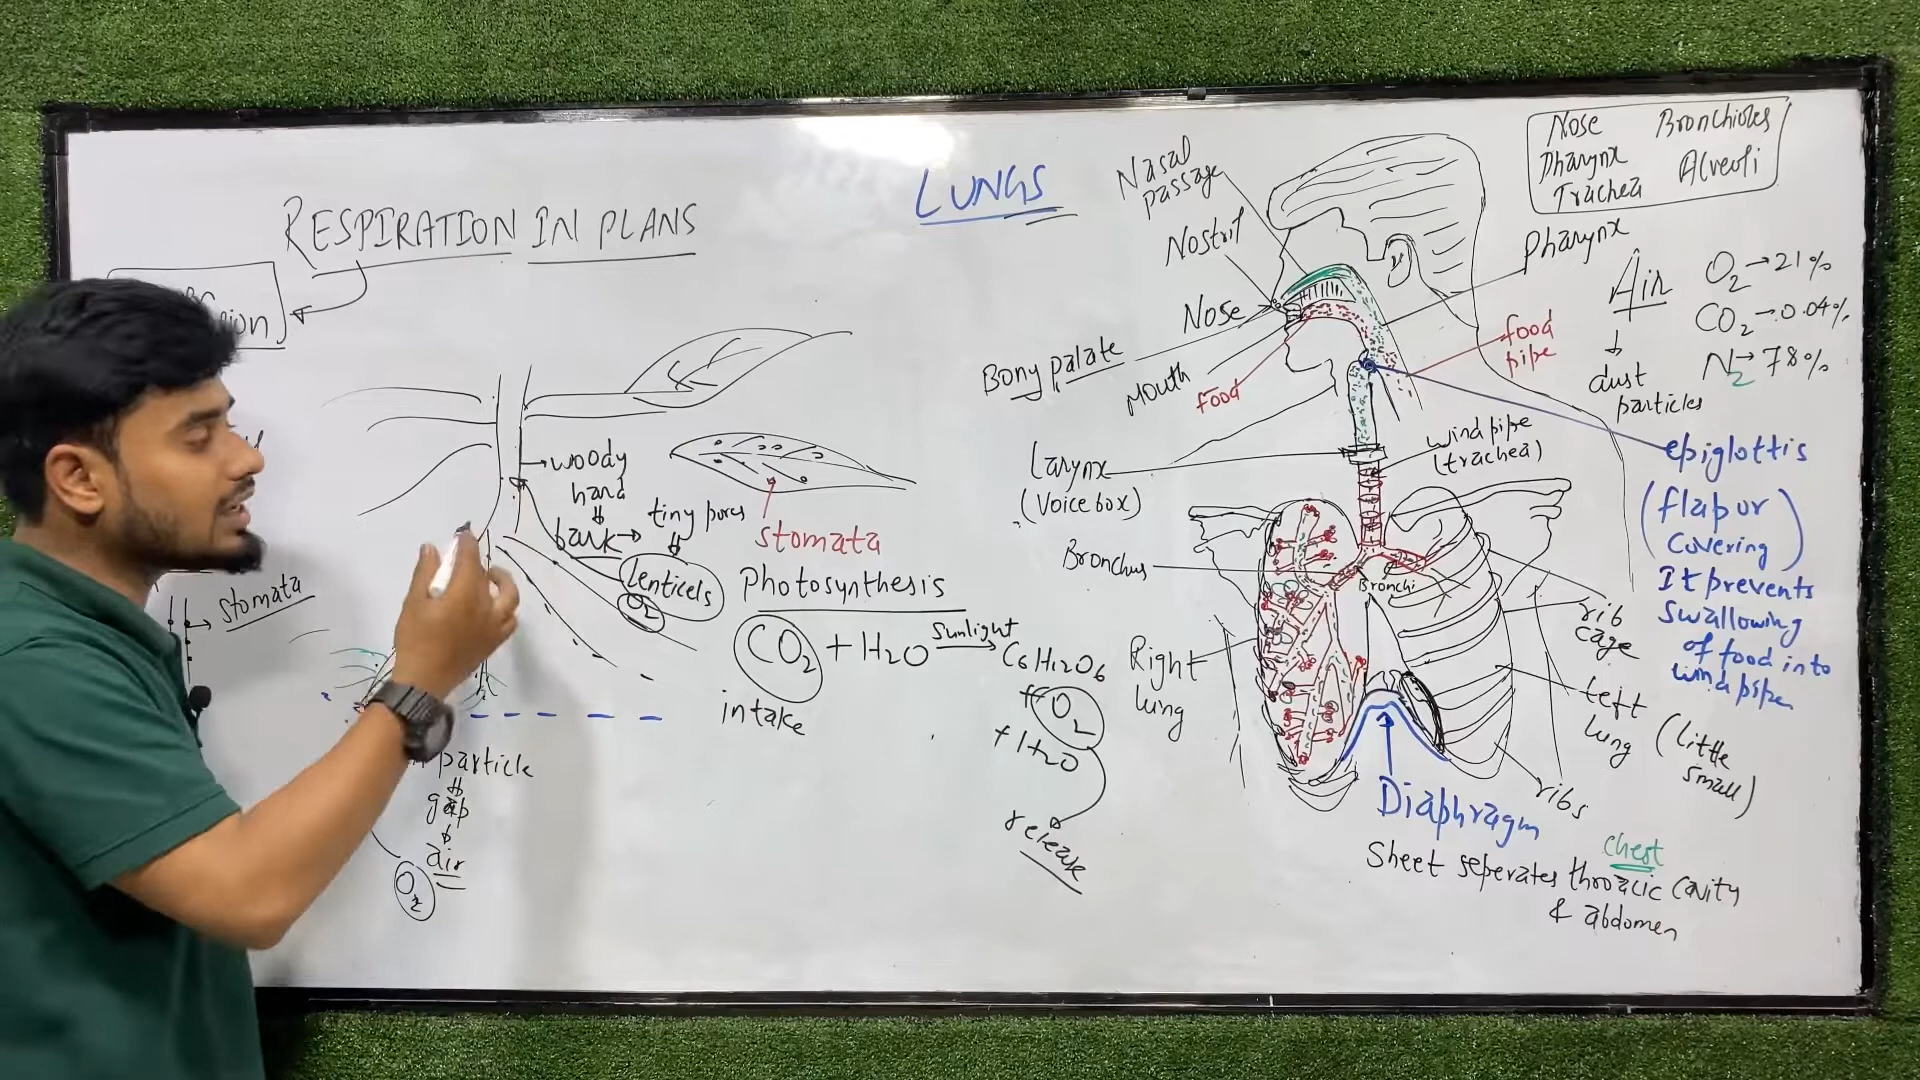 RESPIRATION IN PLANS
stomata
woody
hard
bark → tiny pores
lenticels
O2
stomata
particle
gap
air
O2
Photosynthesis
CO2 + H2O Sunlight → C6H12O6
+ O2
+ H2O
intake
release
LUNGS
Nasal
passage
Nostril
Nose
Bony palate
Mouth
food
Larynx
(Voice box)
Bronchus
Right
lung
Nose Bronchioles
Pharynx Alveoli
Trachea
Pharynx
food
pipe
wind pipe
(trachea)
Bronchi
Air
dust
particles
O2 → 21%
CO2 → 0.04%
N2 → 78%
epiglottis
(flap or
covering)
It prevents
swallowing
of food into
wind pipe
rib
cage
left
lung (little
small)
ribs
Diaphragm
Chest
Sheet seperates throacic cavity
& abdomen